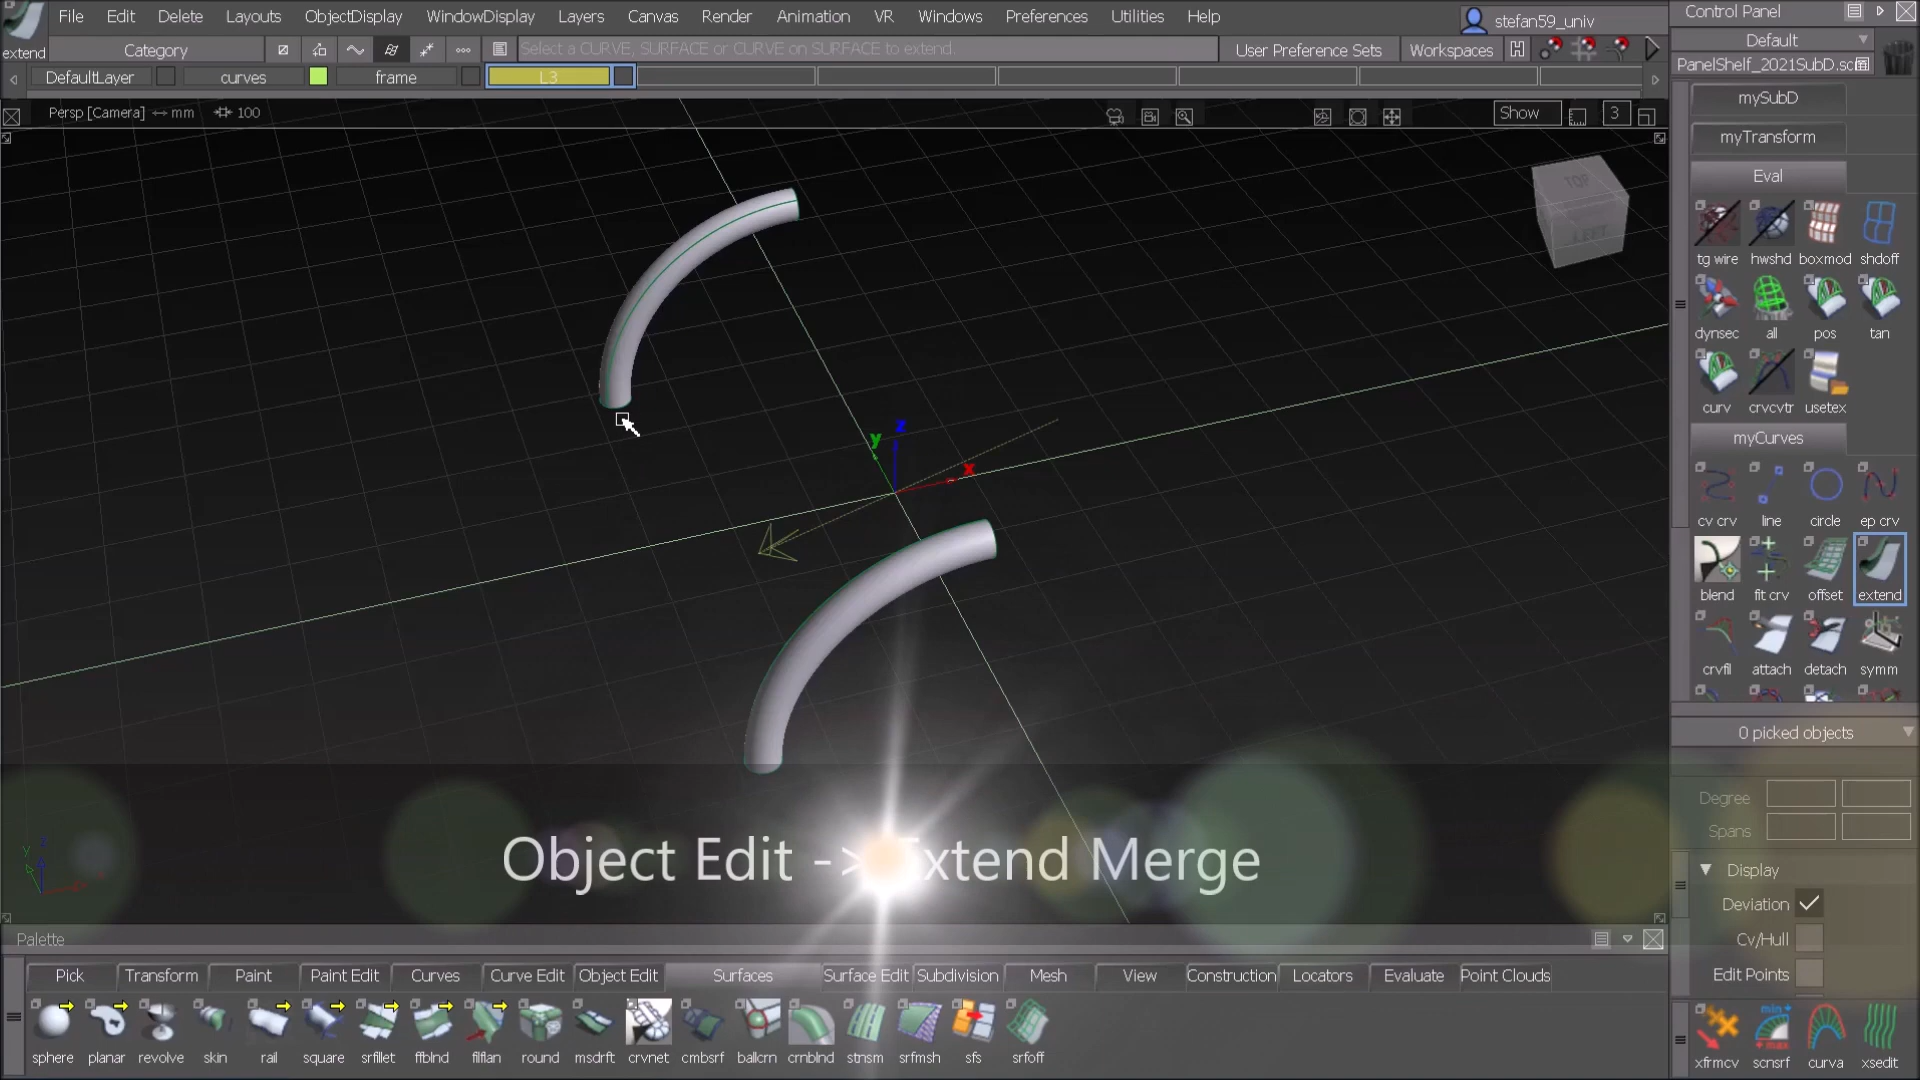 File Edit Delete Layouts ObjectDisplay WindowDisplay Layers Canvas Render Animation VR Windows Preferences Utilities Help
stefan59_univ
Control Panel
extend
Category
Select a CURVE, SURFACE or CURVE on SURFACE to extend.
User Preference Sets
Workspaces
Default
PanelShelf_2021SubD.sc
DefaultLayer
curves
frame
L3
Persp [Camera] mm 100
Show
3
TOP
LEFT
z
y
x
mySubD
myTransform
Eval
tg wire hwshd boxmod shdoff
dynsec all pos tan
curv crvcvtr usetex
myCurves
cv crv line circle ep crv
blend fit crv offset extend
crvfil attach detach symm
0 picked objects
Degree
Spans
Display
Deviation
Cv/Hull
Edit Points
xfrmcv scnsrf curva xsedit
Object Edit -> Extend Merge
Palette
Pick Transform Paint Paint Edit Curves Curve Edit Object Edit Surfaces Surface Edit Subdivision Mesh View Construction Locators Evaluate Point Clouds
sphere planar revolve skin rail square srfillet ffblnd filflan round msdrft crvnet cmbsrf ballcrn crnblnd stnsm srfmsh sfs srfoff